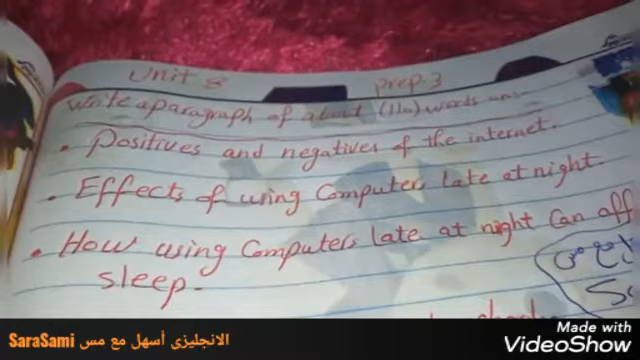 Unit 8 prep.3
Write a paragraph of about (110) words on
• Positives and negatives of the internet.
• Effects of using Computer late at night.
• How using Computers late at night Can aff
sleep.
الانجليزى أسهل مع مس SaraSami
Made with
VideoShow